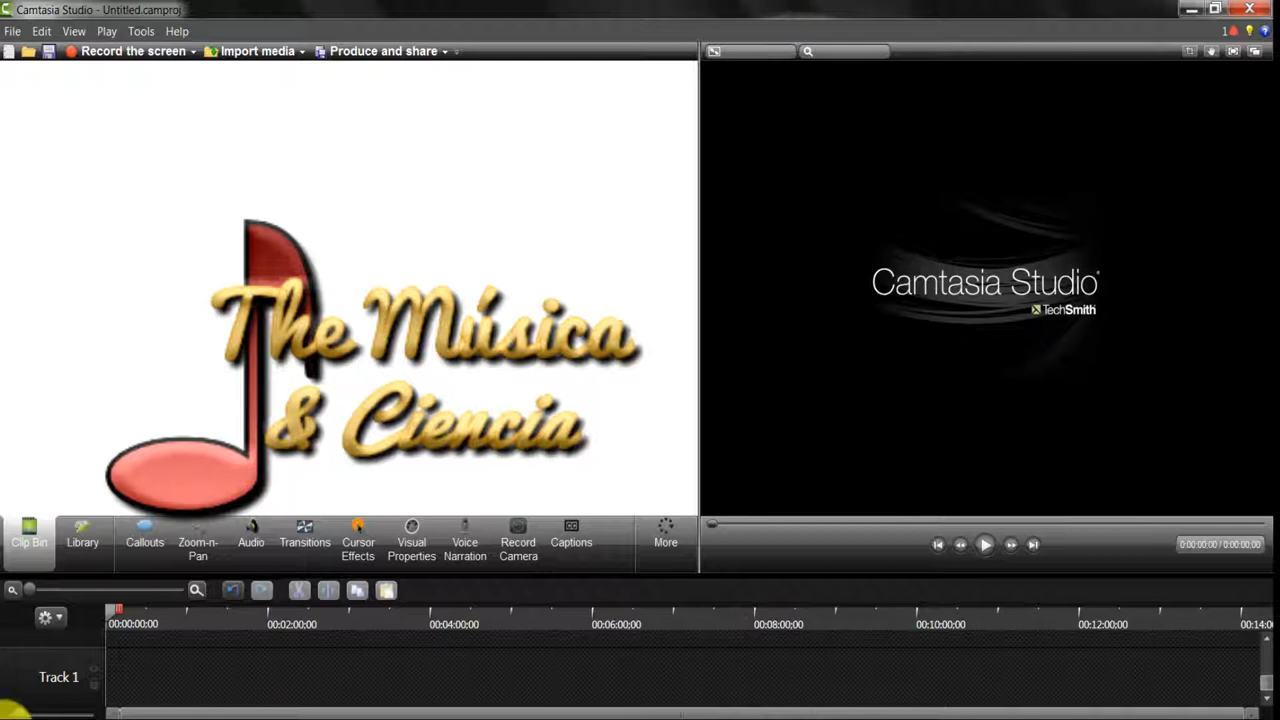 Camtasia Studio - Untitled.camproj
File Edit View Play Tools Help
1
Record the screen Import media Produce and share
The Música
& Ciencia
Camtasia Studio
TechSmith
Clip Bin Library Callouts Zoom-n-Pan Audio Transitions Cursor Effects Visual Properties Voice Narration Record Camera Captions More
0:00:00;00 / 0:00:00;00
00:00:00;00 00:02:00;00 00:04:00;00 00:06:00;00 00:08:00;00 00:10:00;00 00:12:00;00 00:14:0
Track 1